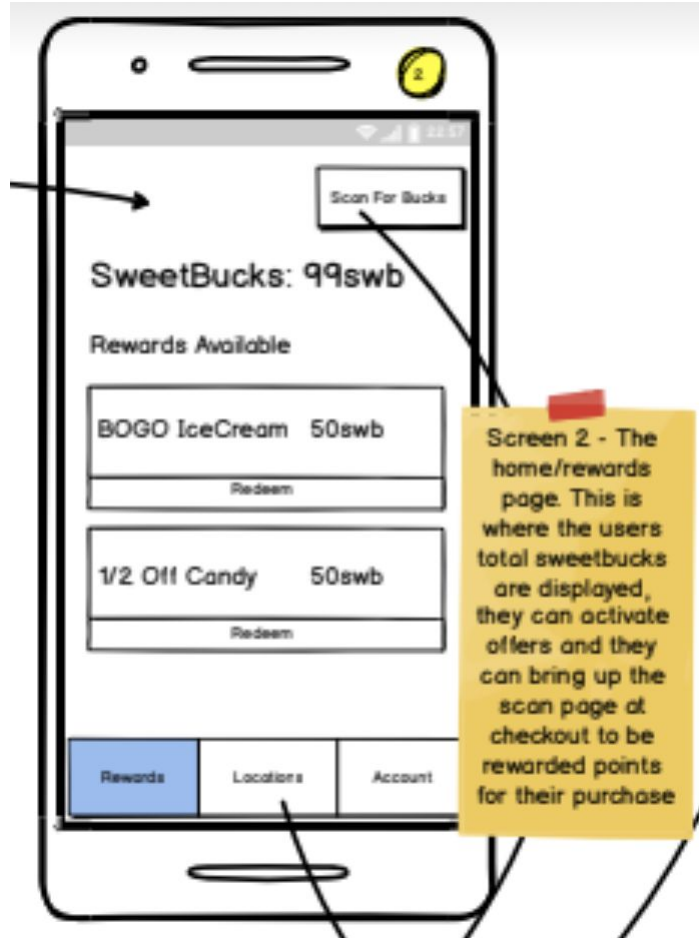 2
22:57
Scan For Bucks
SweetBucks: 99swb
Rewards Available
BOGO IceCream 50swb
Redeem
1/2 Off Candy 50swb
Redeem
Rewards Locations Account
Screen 2 - The
home/rewards
page. This is
where the users
total sweetbucks
are displayed,
they can activate
offers and they
can bring up the
scan page at
checkout to be
rewarded points
for their purchase